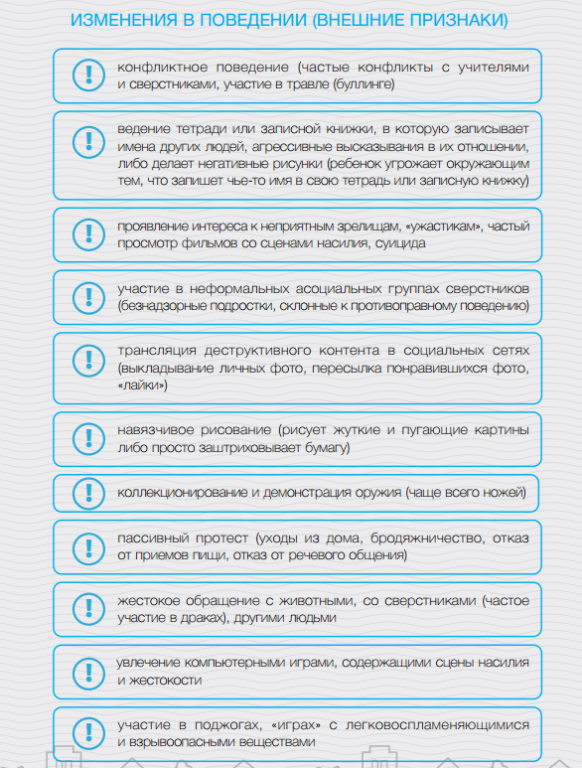 ИЗМЕНЕНИЯ В ПОВЕДЕНИИ (ВНЕШНИЕ ПРИЗНАКИ)
! конфликтное поведение (частые конфликты с учителями
и сверстниками, участие в травле (буллинге)
! ведение тетради или записной книжки, в которую записывает
имена других людей, агрессивные высказывания в их отношении,
либо делает негативные рисунки (ребенок угрожает окружающим
тем, что запишет чье-то имя в свою тетрадь или записную книжку)
! проявление интереса к неприятным зрелищам, «ужастикам», частый
просмотр фильмов со сценами насилия, суицида
! участие в неформальных асоциальных группах сверстников
(безнадзорные подростки, склонные к противоправному поведению)
! трансляция деструктивного контента в социальных сетях
(выкладывание личных фото, пересылка понравившихся фото,
«лайки»)
! навязчивое рисование (рисует жуткие и пугающие картины
либо просто заштриховывает бумагу)
! коллекционирование и демонстрация оружия (чаще всего ножей)
! пассивный протест (уходы из дома, бродяжничество, отказ
от приемов пищи, отказ от речевого общения)
! жестокое обращение с животными, со сверстниками (частое
участие в драках), другими людьми
! увлечение компьютерными играми, содержащими сцены насилия
и жестокости
! участие в поджогах, «играх» с легковоспламеняющимися
и взрывоопасными веществами